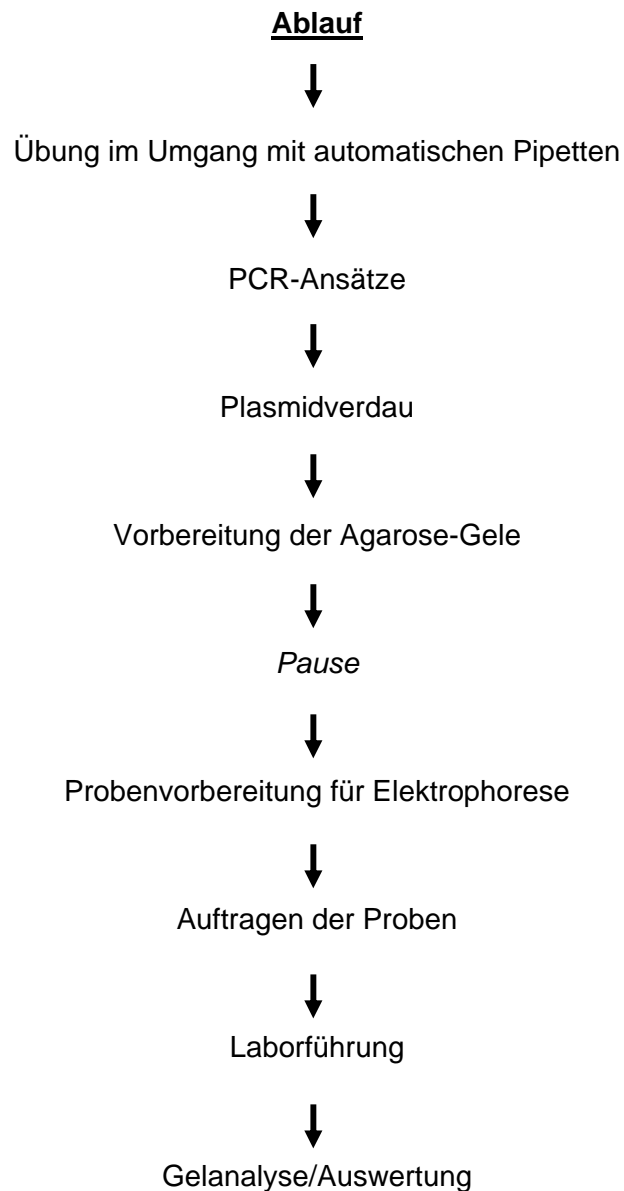 Ablauf
Übung im Umgang mit automatischen Pipetten
PCR-Ansätze
Plasmidverdau
Vorbereitung der Agarose-Gele
Pause
Probenvorbereitung für Elektrophorese
Auftragen der Proben
Laborführung
Gelanalyse/Auswertung